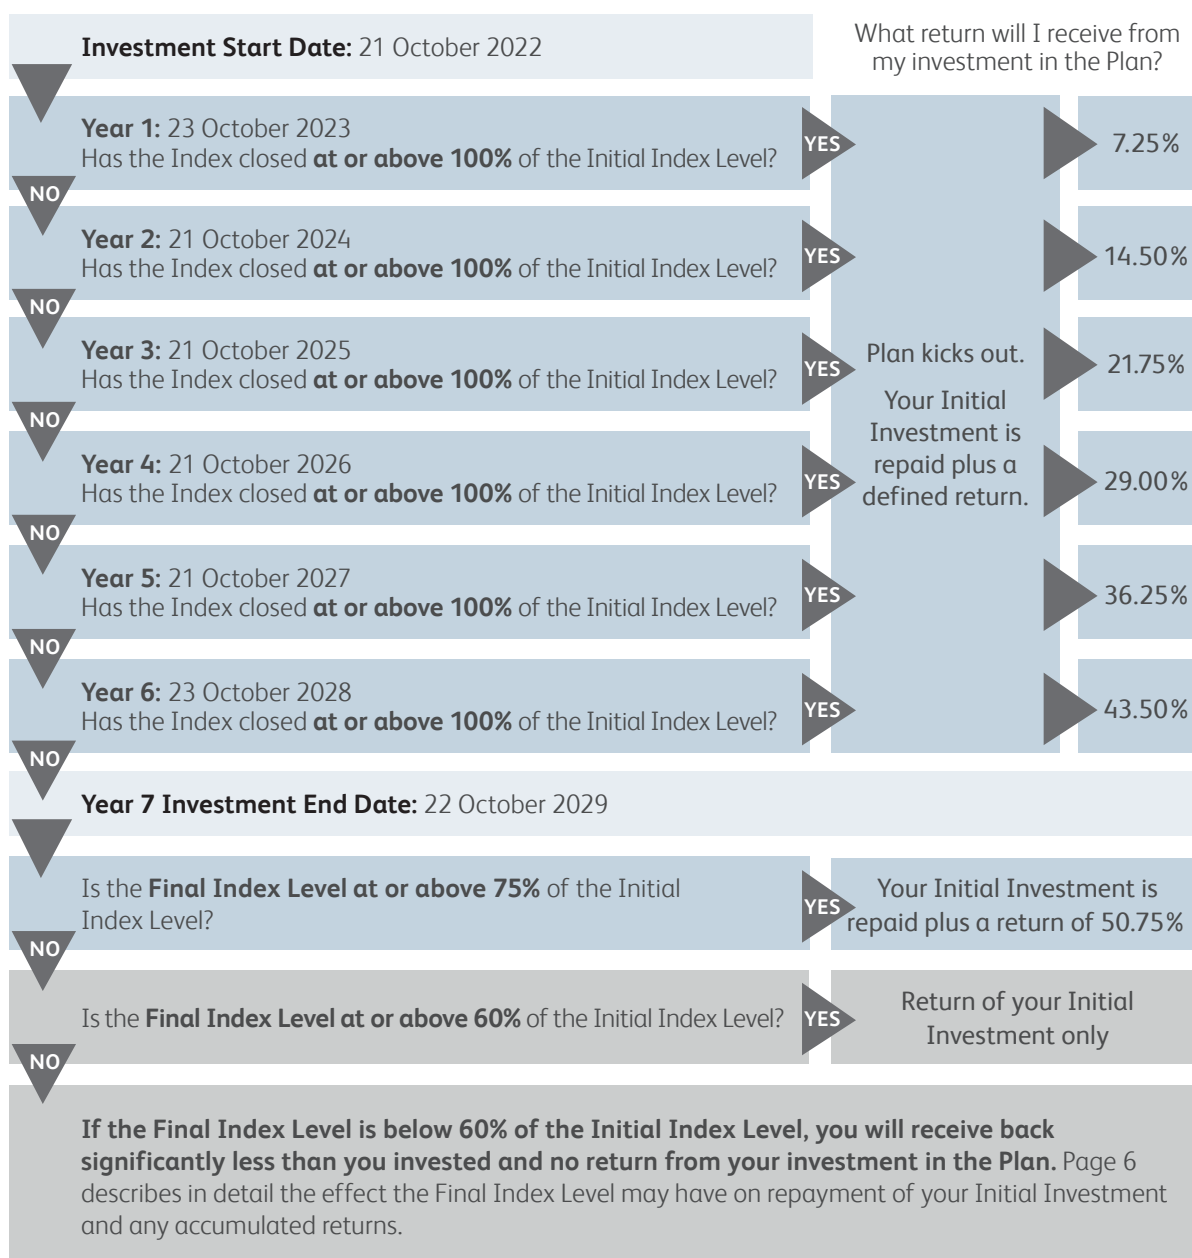 Investment Start Date: 21 October 2022
What return will I receive from
my investment in the Plan?
Year 1: 23 October 2023
Has the Index closed at or above 100% of the Initial Index Level?
YES
7.25%
NO
Year 2: 21 October 2024
Has the Index closed at or above 100% of the Initial Index Level?
YES
14.50%
NO
Year 3: 21 October 2025
Has the Index closed at or above 100% of the Initial Index Level?
YES
Plan kicks out.
Your Initial
Investment is
repaid plus a
defined return.
21.75%
NO
Year 4: 21 October 2026
Has the Index closed at or above 100% of the Initial Index Level?
YES
29.00%
NO
Year 5: 21 October 2027
Has the Index closed at or above 100% of the Initial Index Level?
YES
36.25%
NO
Year 6: 23 October 2028
Has the Index closed at or above 100% of the Initial Index Level?
YES
43.50%
NO
Year 7 Investment End Date: 22 October 2029
Is the Final Index Level at or above 75% of the Initial
Index Level?
YES
Your Initial Investment is
repaid plus a return of 50.75%
NO
Is the Final Index Level at or above 60% of the Initial Index Level?
YES
Return of your Initial
Investment only
NO
If the Final Index Level is below 60% of the Initial Index Level, you will receive back
significantly less than you invested and no return from your investment in the Plan. Page 6
describes in detail the effect the Final Index Level may have on repayment of your Initial Investment
and any accumulated returns.